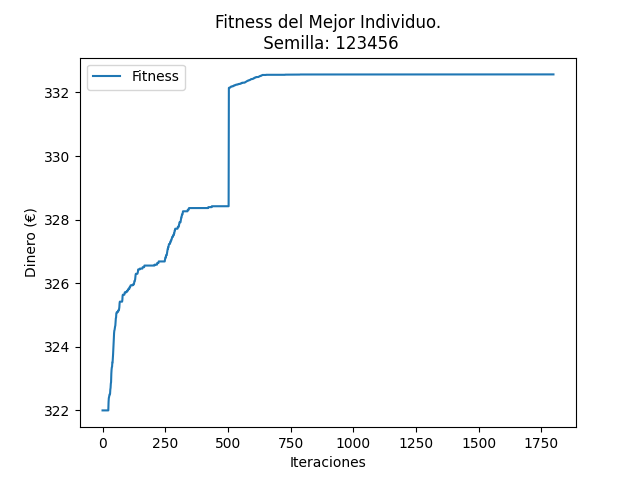 Fitness del Mejor Individuo.
Semilla: 123456
Fitness
Dinero (€)
332
330
328
326
324
322
0 250 500 750 1000 1250 1500 1750
Iteraciones